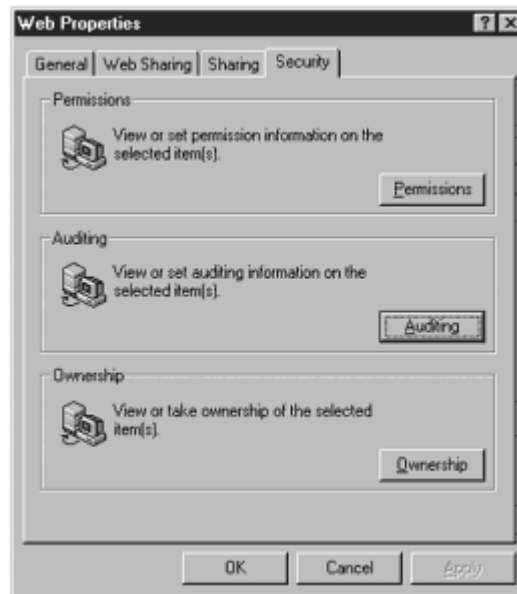 Web Properties
General Web Sharing Sharing Security
Permissions
View or set permission information on the
selected item(s).
Permissions
Auditing
View or set auditing information on the
selected item(s).
Auditing
Ownership
View or take ownership of the selected
item(s).
Ownership
OK Cancel Apply